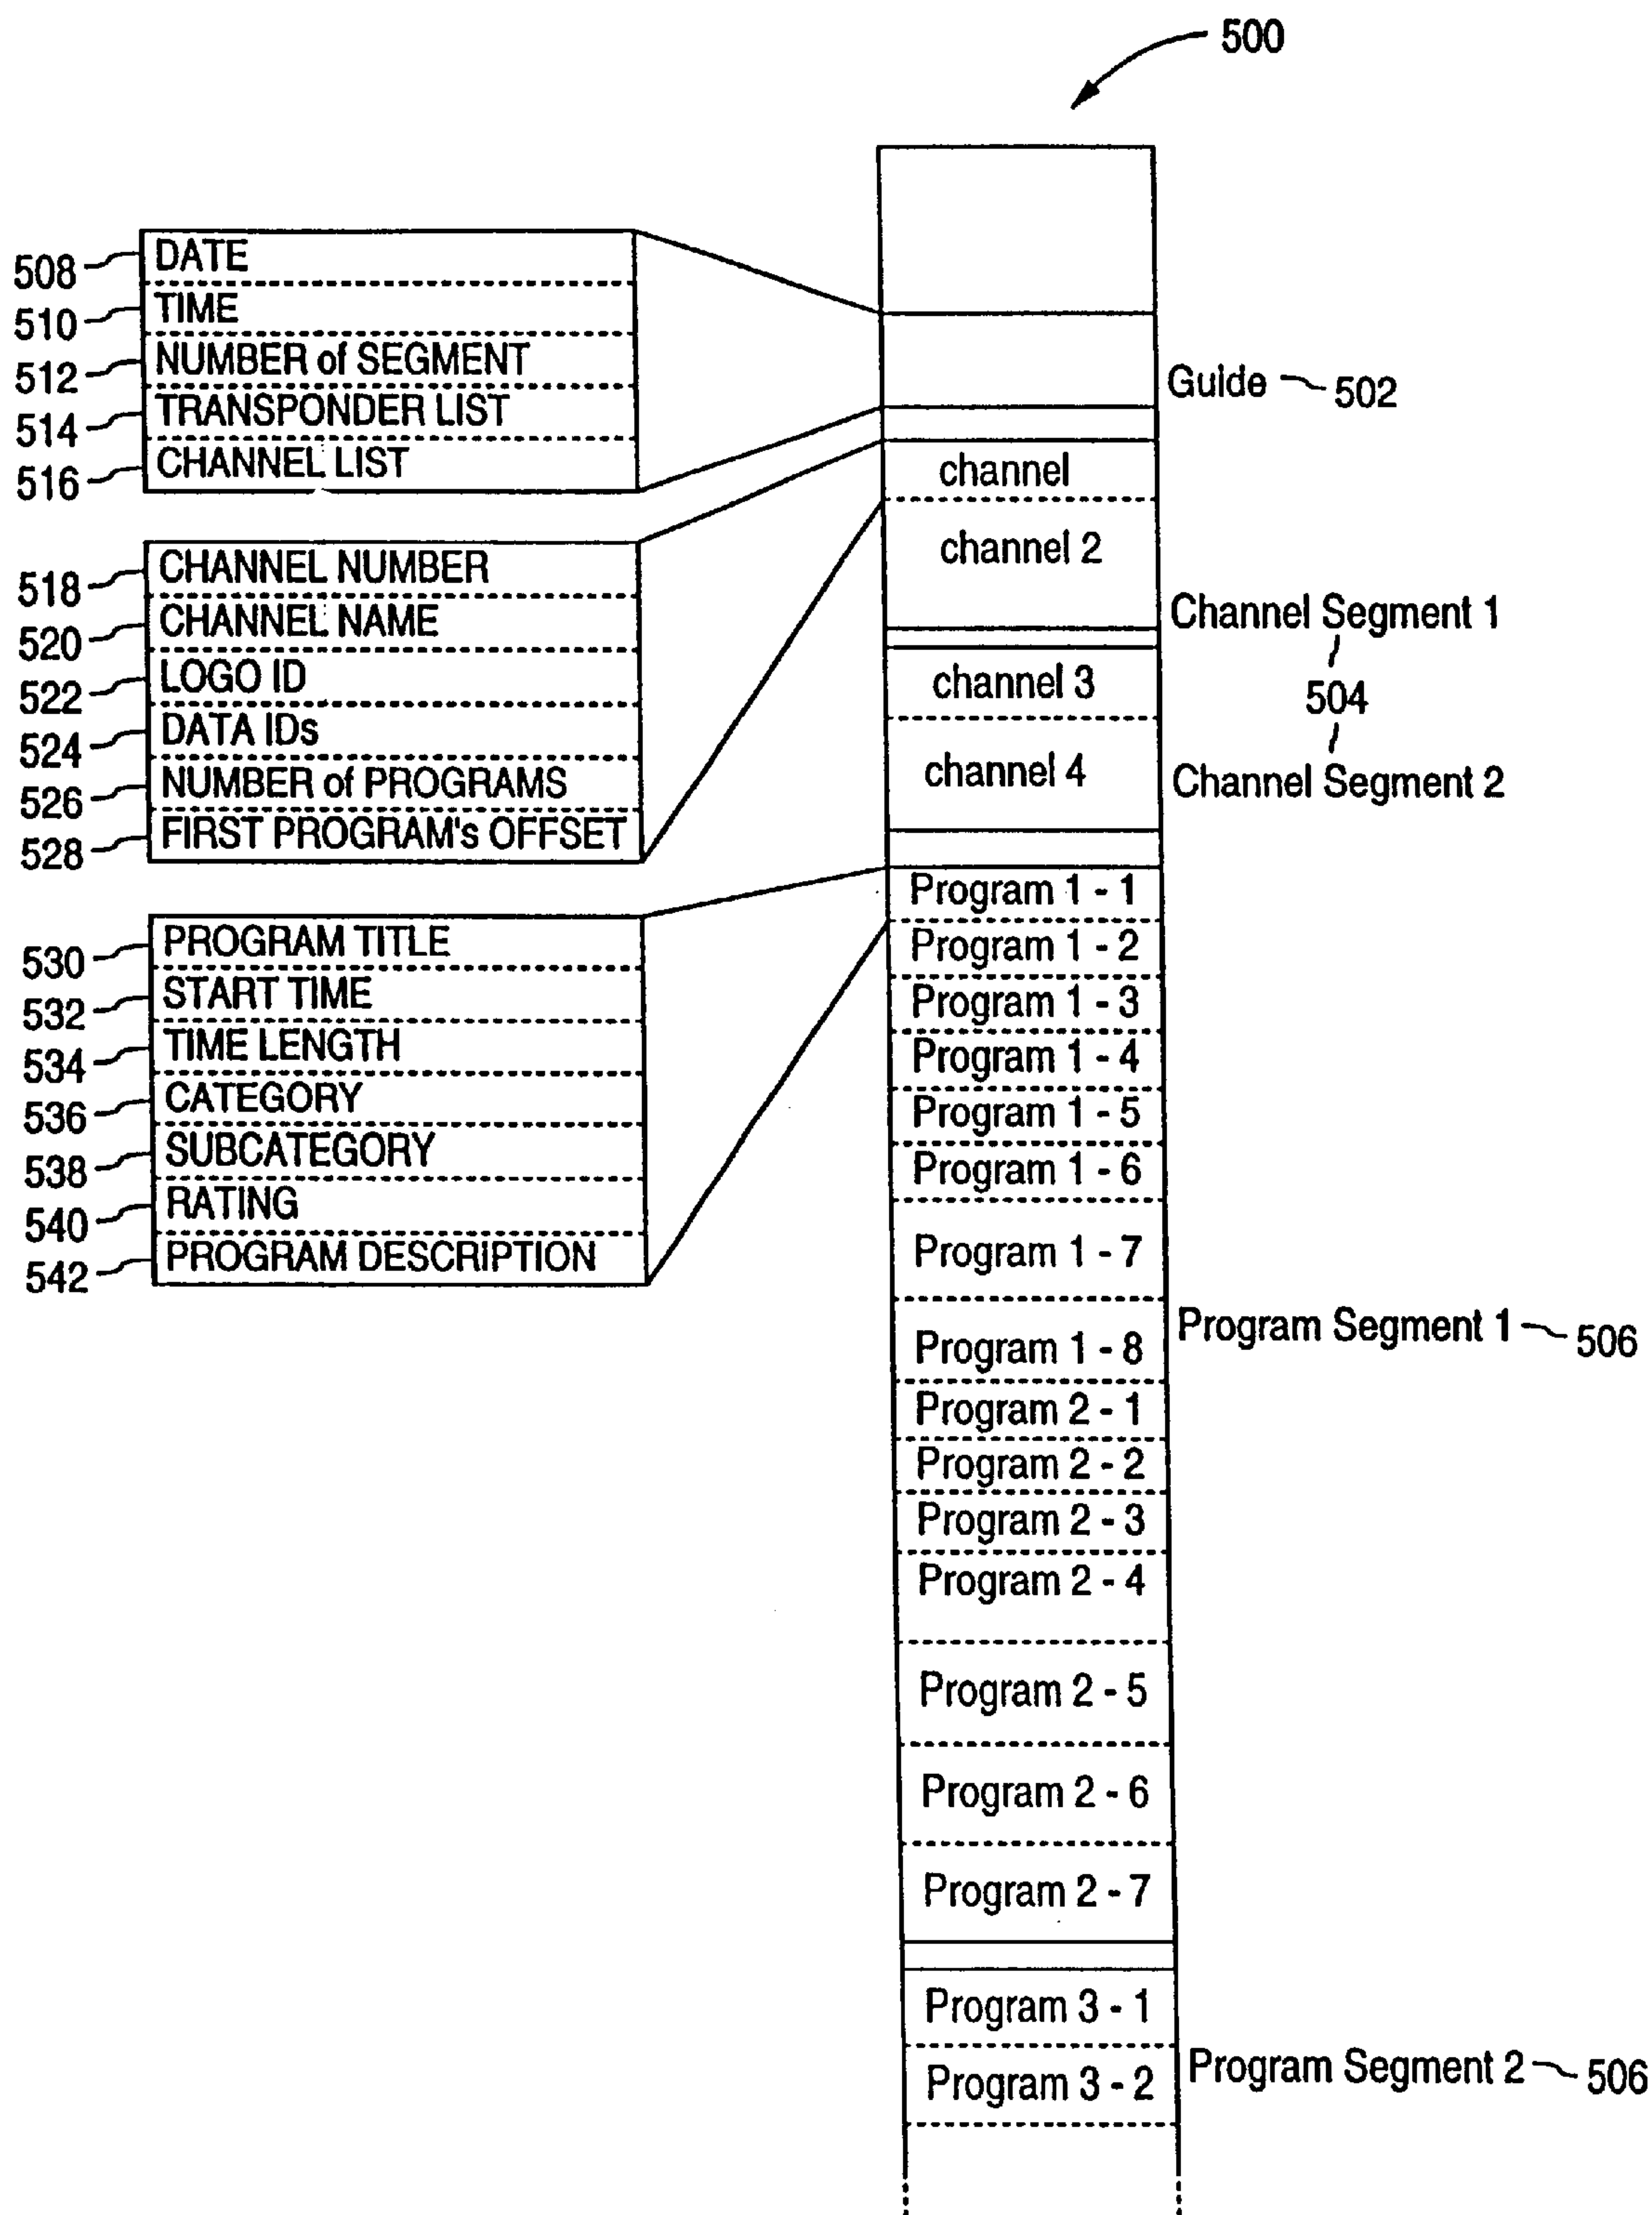 500
508 DATE
510 TIME
512 NUMBER of SEGMENT
514 TRANSPONDER LIST
516 CHANNEL LIST
Guide 502
518 CHANNEL NUMBER
520 CHANNEL NAME
522 LOGO ID
524 DATA IDs
526 NUMBER of PROGRAMS
528 FIRST PROGRAM's OFFSET
channel
channel 2
Channel Segment 1
504
channel 3
channel 4
Channel Segment 2
530 PROGRAM TITLE
532 START TIME
534 TIME LENGTH
536 CATEGORY
538 SUBCATEGORY
540 RATING
542 PROGRAM DESCRIPTION
Program 1 - 1
Program 1 - 2
Program 1 - 3
Program 1 - 4
Program 1 - 5
Program 1 - 6
Program 1 - 7
Program 1 - 8
Program Segment 1 506
Program 2 - 1
Program 2 - 2
Program 2 - 3
Program 2 - 4
Program 2 - 5
Program 2 - 6
Program 2 - 7
Program 3 - 1
Program 3 - 2
Program Segment 2 506